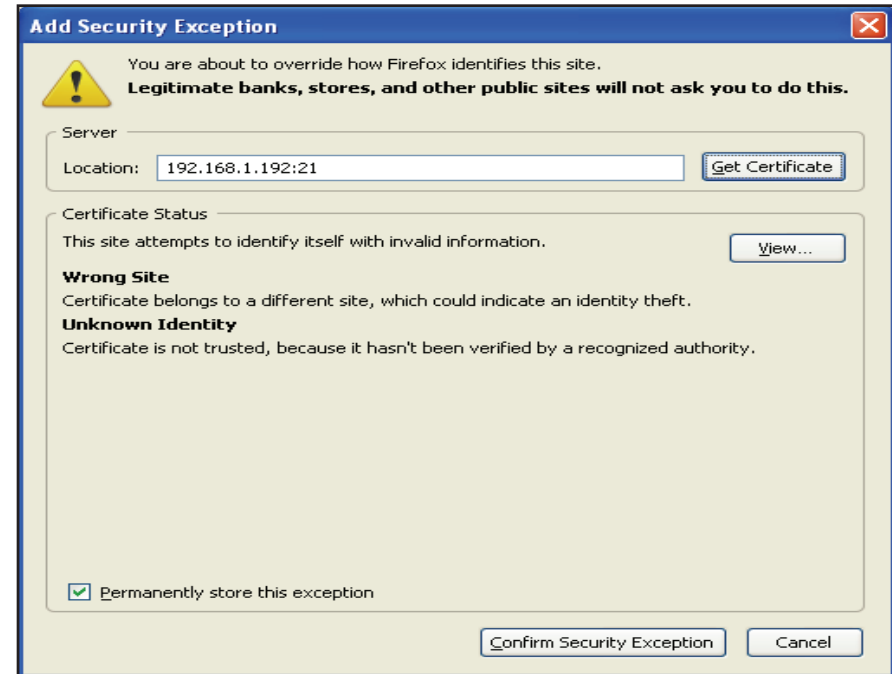 Add Security Exception
You are about to override how Firefox identifies this site.
Legitimate banks, stores, and other public sites will not ask you to do this.
Server
Location: 192.168.1.192:21 Get Certificate
Certificate Status
This site attempts to identify itself with invalid information.
View...
Wrong Site
Certificate belongs to a different site, which could indicate an identity theft.
Unknown Identity
Certificate is not trusted, because it hasn't been verified by a recognized authority.
Permanently store this exception
Confirm Security Exception Cancel